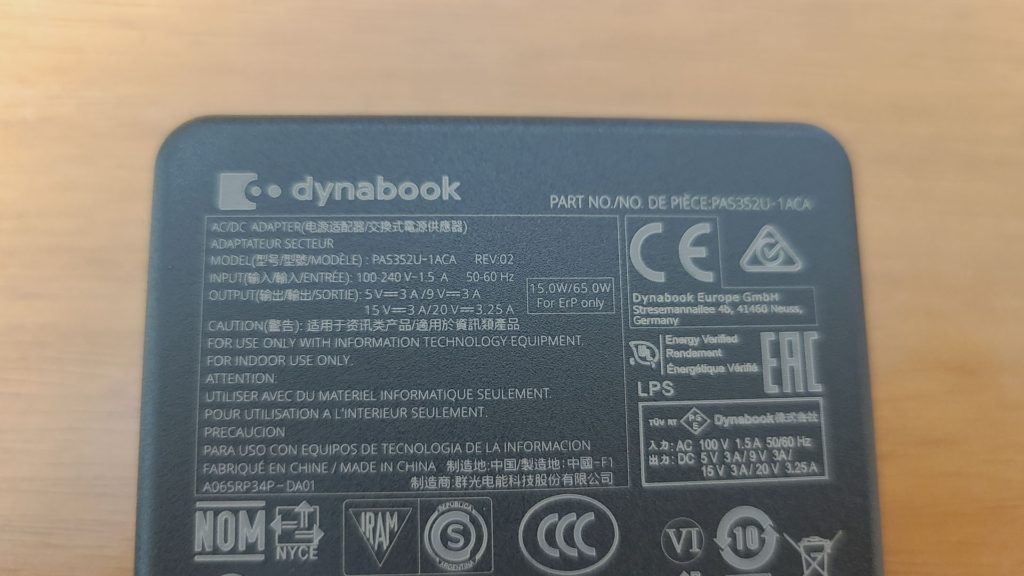 dynabook
PART NO/NO. DE PIÈCE:PA5352U-1ACA
AC/DC ADAPTER(电源适配器/交換式電源供應器)
ADAPTATEUR SECTEUR
MODEL(型号/型號/MODÈLE) : PA5352U-1ACA REV:02
INPUT(输入/輸入/ENTRÉE): 100-240 V⁓1.5 A 50-60 Hz
OUTPUT(输出/輸出/SORTIE): 5 V⎓3 A/9 V⎓3 A
15 V⎓3 A/20 V⎓3.25 A
15.0W/65.0W
For ErP only
CAUTION(警告): 适用于资讯类产品/適用於資訊類產品
FOR USE ONLY WITH INFORMATION TECHNOLOGY EQUIPMENT.
FOR INDOOR USE ONLY.
ATTENTION:
UTILISER AVEC DU MATERIEL INFORMATIQUE SEULEMENT.
POUR UTILISATION A L'INTERIEUR SEULEMENT.
PRECAUCION
PARA USO CON EQUIPOS DE TECNOLOGIA DE LA INFORMACION
FABRIQUÉ EN CHINE / MADE IN CHINA 制造地:中国/製造地: 中國-F1
A065RP34P-DA01 制造商:群光电能科技股份有限公司
CE
Dynabook Europe GmbH
Stresemannallee 4b, 41460 Neuss,
Germany
UL
Energy Verified
Rendement
Énergétique Vérifié
EAC
LPS
TÜV RT PSE Dynabook株式会社
入力: AC 100 V 1.5 A 50/60 Hz
出力: DC 5 V 3 A/ 9 V 3A/
15 V 3 A/ 20 V 3.25 A
NOM
NYCE
IRAM
REPÚBLICA
S
ARGENTINA
CCC
VI
10